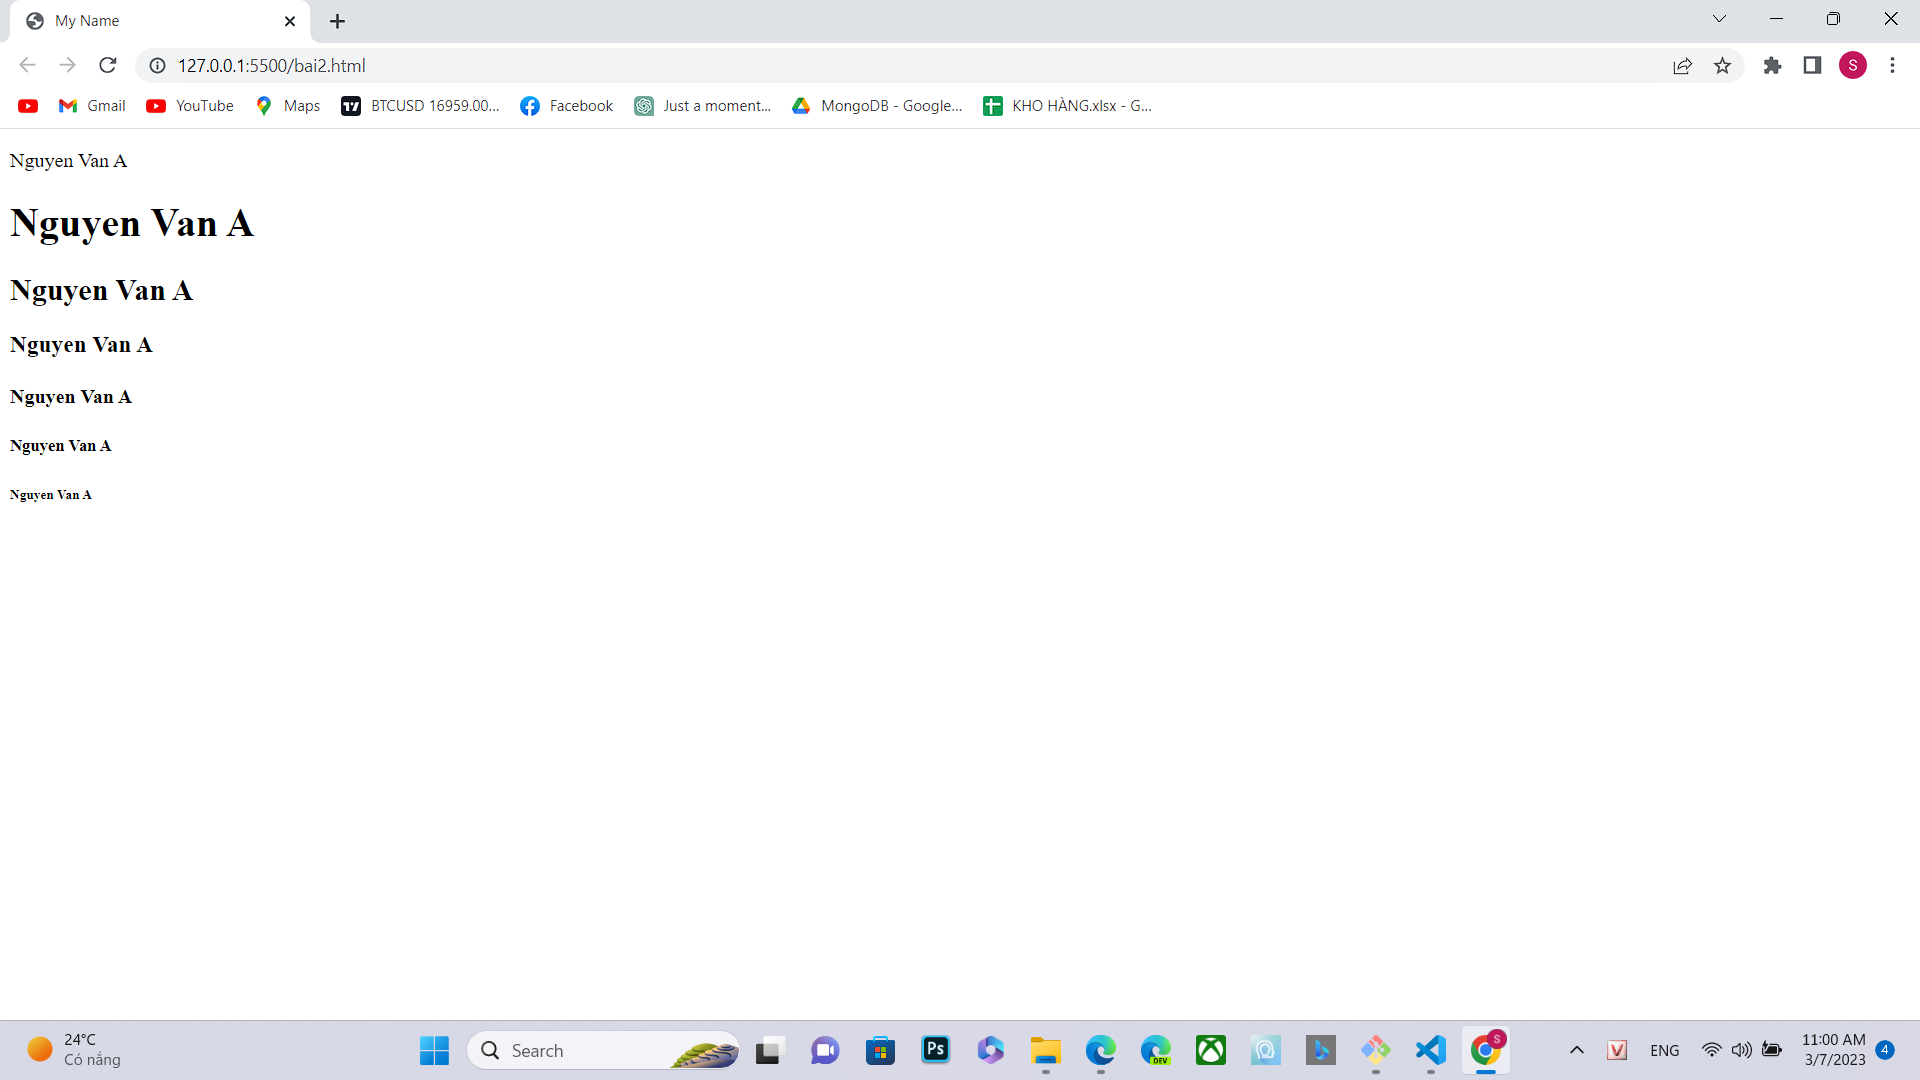 My Name
127.0.0.1:5500/bai2.html
S
Gmail YouTube Maps BTCUSD 16959.00... Facebook Just a moment... MongoDB - Google... KHO HÀNG.xlsx - G...
Nguyen Van A
Nguyen Van A
Nguyen Van A
Nguyen Van A
Nguyen Van A
Nguyen Van A
Nguyen Van A
24°C
Có nắng
Search
Ps
DEV
S
V
ENG
11:00 AM
3/7/2023
4